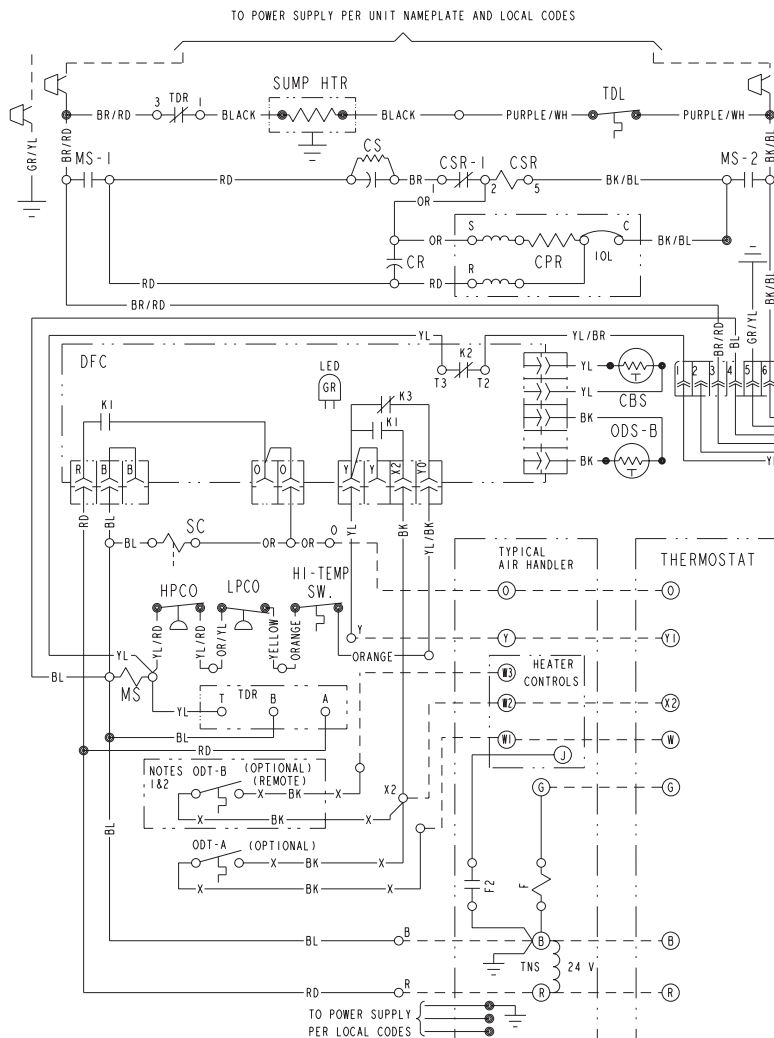 TO POWER SUPPLY PER UNIT NAMEPLATE AND LOCAL CODES
SUMP HTR
TDR
3 1
TDL
BR/RD BLACK BLACK PURPLE/WH PURPLE/WH
GR/YL
BR/RD
BK/BL
MS-1 CS CSR-1 CSR MS-2
RD BR 1 2 5 BK/BL
OR
S C
OR CPR IOL BK/BL
CR
RD R
RD
BR/RD
BK/BL
YL YL/BR BR/RD BL GR/YL
DFC LED K2
GR T3 T2 YL 1 2 3 4 5 6
K3 YL CBS
K1 K1 BK ODS-B
BK
YL
R B B O O Y Y X2 YO
RD BL YL BK YL/BK
SC O
BL OR OR
TYPICAL
AIR HANDLER
THERMOSTAT
O O
HPCO LPCO HI-TEMP
SW.
YL/RD YL/RD OR/YL YELLOW ORANGE
Y Y Y1
YL ORANGE
HEATER
CONTROLS
BL MS W3
TDR
YL T B A W2 X2
BL
RD W1 W
NOTES
1&2
ODT-B (OPTIONAL)
(REMOTE)
J
X BK X X2 G G
X BK X
BL
ODT-A (OPTIONAL)
X BK X
X BK X
F2 F
BL B B B
TNS 24 V
RD R R R
TO POWER SUPPLY
PER LOCAL CODES